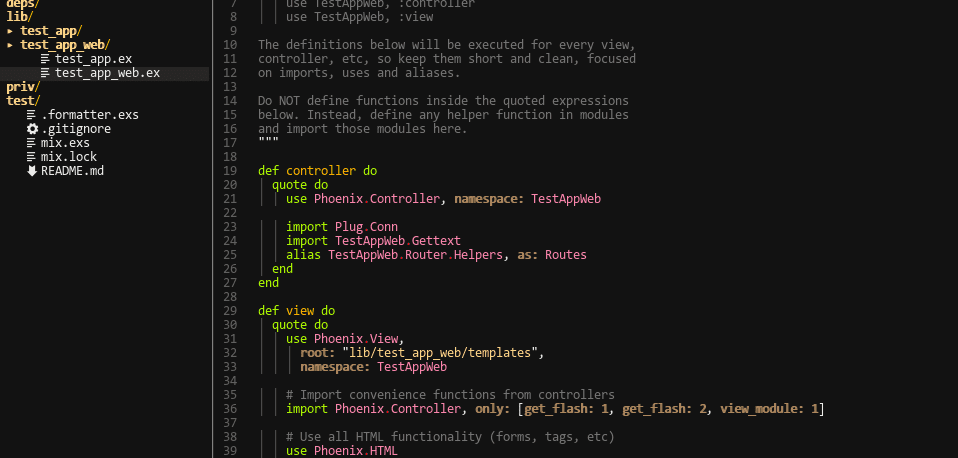 deps/
lib/
▸ test_app/
▸ test_app_web/
test_app.ex
test_app_web.ex
priv/
test/
.formatter.exs
.gitignore
mix.exs
mix.lock
README.md
7 use TestAppWeb, :controller
8 use TestAppWeb, :view
9
10 The definitions below will be executed for every view,
11 controller, etc, so keep them short and clean, focused
12 on imports, uses and aliases.
13
14 Do NOT define functions inside the quoted expressions
15 below. Instead, define any helper function in modules
16 and import those modules here.
17 """
18
19 def controller do
20 quote do
21 use Phoenix.Controller, namespace: TestAppWeb
22
23 import Plug.Conn
24 import TestAppWeb.Gettext
25 alias TestAppWeb.Router.Helpers, as: Routes
26 end
27 end
28
29 def view do
30 quote do
31 use Phoenix.View,
32 root: "lib/test_app_web/templates",
33 namespace: TestAppWeb
34
35 # Import convenience functions from controllers
36 import Phoenix.Controller, only: [get_flash: 1, get_flash: 2, view_module: 1]
37
38 # Use all HTML functionality (forms, tags, etc)
39 use Phoenix.HTML